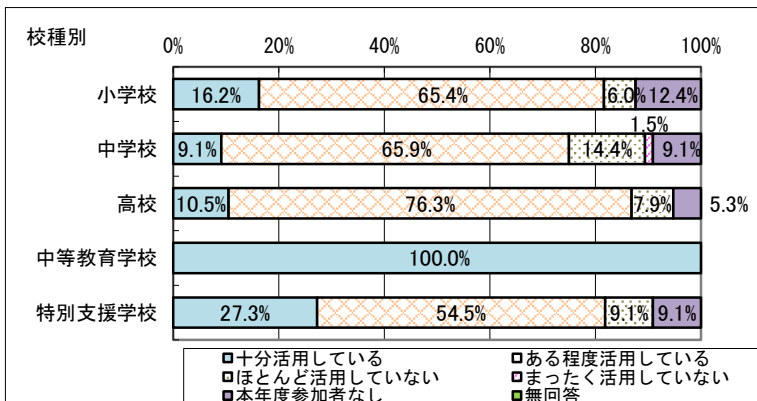 校種別
0% 20% 40% 60% 80% 100%
小学校 16.2% 65.4% 6.0% 12.4%
1.5%
中学校 9.1% 65.9% 14.4% 9.1%
高校 10.5% 76.3% 7.9% 5.3%
中等教育学校 100.0%
特別支援学校 27.3% 54.5% 9.1% 9.1%
十分活用している ある程度活用している
ほとんど活用していない まったく活用していない
本年度参加者なし 無回答